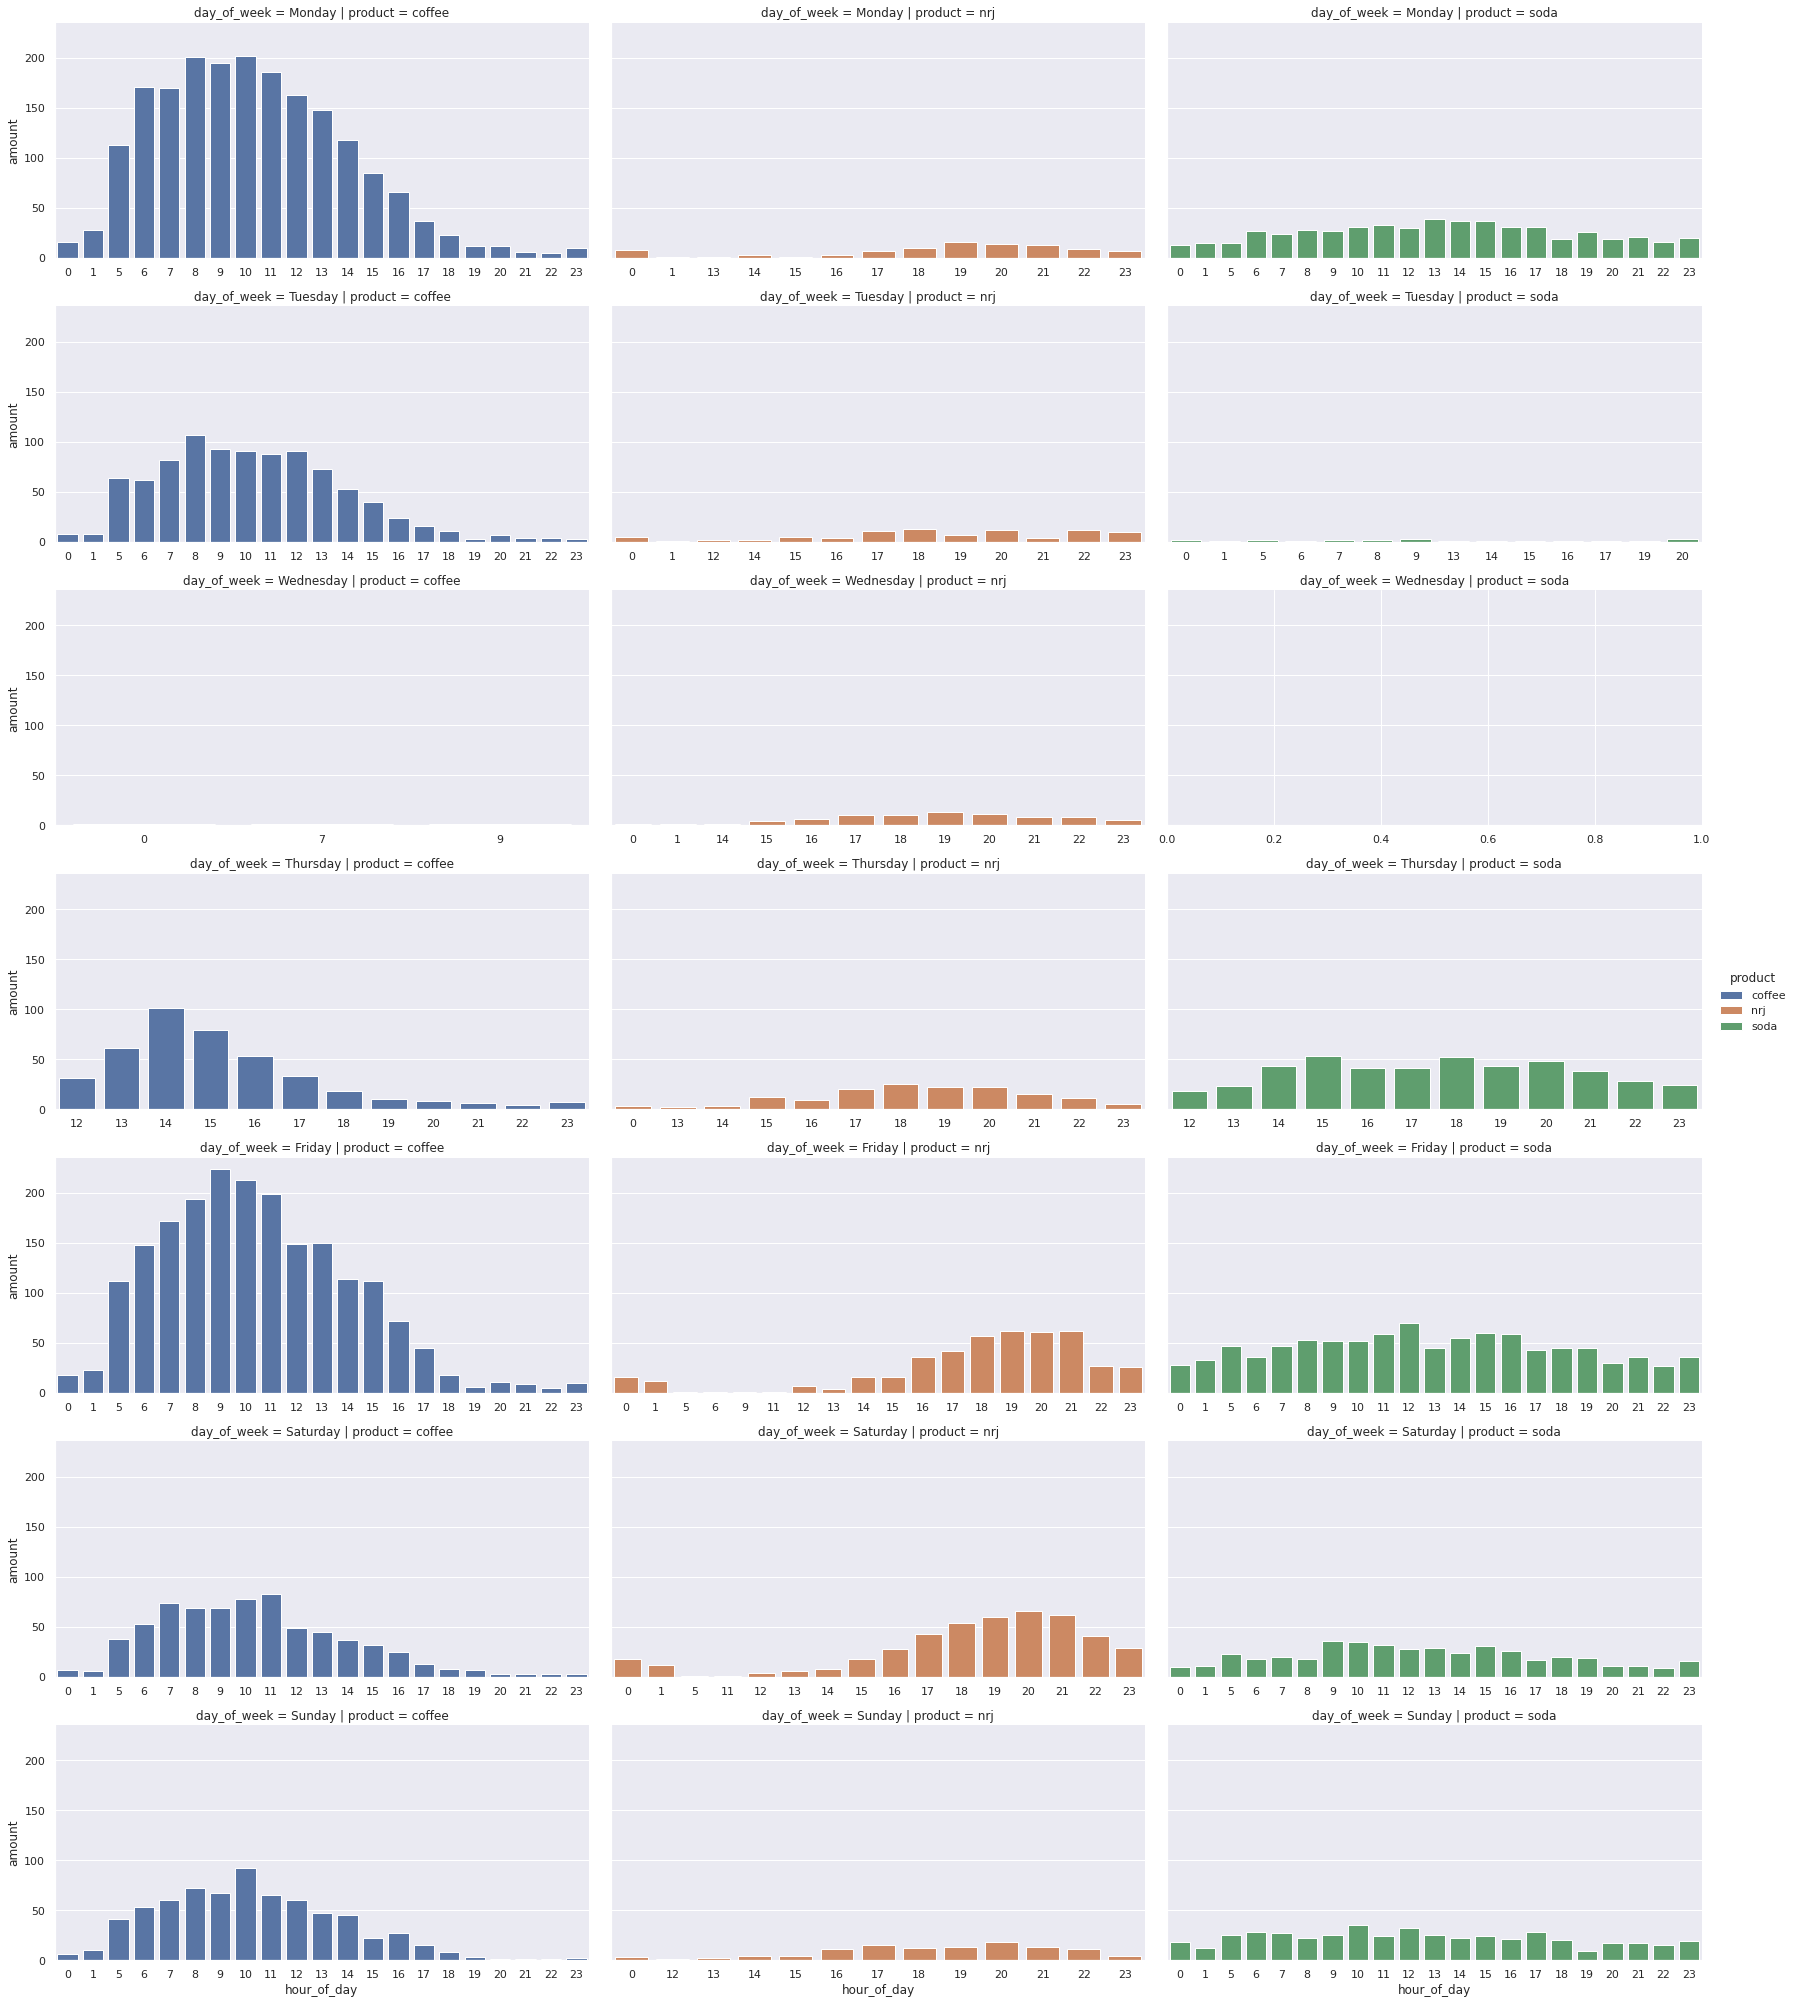 day_of_week = Monday | product = coffee
day_of_week = Monday | product = nrj
day_of_week = Monday | product = soda
200
150
100
50
0
amount
0 1 5 6 7 8 9 10 11 12 13 14 15 16 17 18 19 20 21 22 23
0 1 13 14 15 16 17 18 19 20 21 22 23
0 1 5 6 7 8 9 10 11 12 13 14 15 16 17 18 19 20 21 22 23
day_of_week = Tuesday | product = coffee
day_of_week = Tuesday | product = nrj
day_of_week = Tuesday | product = soda
200
150
100
50
0
amount
0 1 5 6 7 8 9 10 11 12 13 14 15 16 17 18 19 20 21 22 23
0 1 12 14 15 16 17 18 19 20 21 22 23
0 1 5 6 7 8 9 13 14 15 16 17 19 20
day_of_week = Wednesday | product = coffee
day_of_week = Wednesday | product = nrj
day_of_week = Wednesday | product = soda
200
150
100
50
0
amount
0 7 9
0 1 14 15 16 17 18 19 20 21 22 23
0.0 0.2 0.4 0.6 0.8 1.0
day_of_week = Thursday | product = coffee
day_of_week = Thursday | product = nrj
day_of_week = Thursday | product = soda
200
150
100
50
0
amount
12 13 14 15 16 17 18 19 20 21 22 23
0 13 14 15 16 17 18 19 20 21 22 23
12 13 14 15 16 17 18 19 20 21 22 23
product
coffee
nrj
soda
day_of_week = Friday | product = coffee
day_of_week = Friday | product = nrj
day_of_week = Friday | product = soda
200
150
100
50
0
amount
0 1 5 6 7 8 9 10 11 12 13 14 15 16 17 18 19 20 21 22 23
0 1 5 6 9 11 12 13 14 15 16 17 18 19 20 21 22 23
0 1 5 6 7 8 9 10 11 12 13 14 15 16 17 18 19 20 21 22 23
day_of_week = Saturday | product = coffee
day_of_week = Saturday | product = nrj
day_of_week = Saturday | product = soda
200
150
100
50
0
amount
0 1 5 6 7 8 9 10 11 12 13 14 15 16 17 18 19 20 21 22 23
0 1 5 11 12 13 14 15 16 17 18 19 20 21 22 23
0 1 5 6 7 8 9 10 11 12 13 14 15 16 17 18 19 20 21 22 23
day_of_week = Sunday | product = coffee
day_of_week = Sunday | product = nrj
day_of_week = Sunday | product = soda
200
150
100
50
0
amount
0 1 5 6 7 8 9 10 11 12 13 14 15 16 17 18 19 20 21 22 23
0 12 13 14 15 16 17 18 19 20 21 22 23
0 1 5 6 7 8 9 10 11 12 13 14 15 16 17 18 19 20 21 22 23
hour_of_day
hour_of_day
hour_of_day